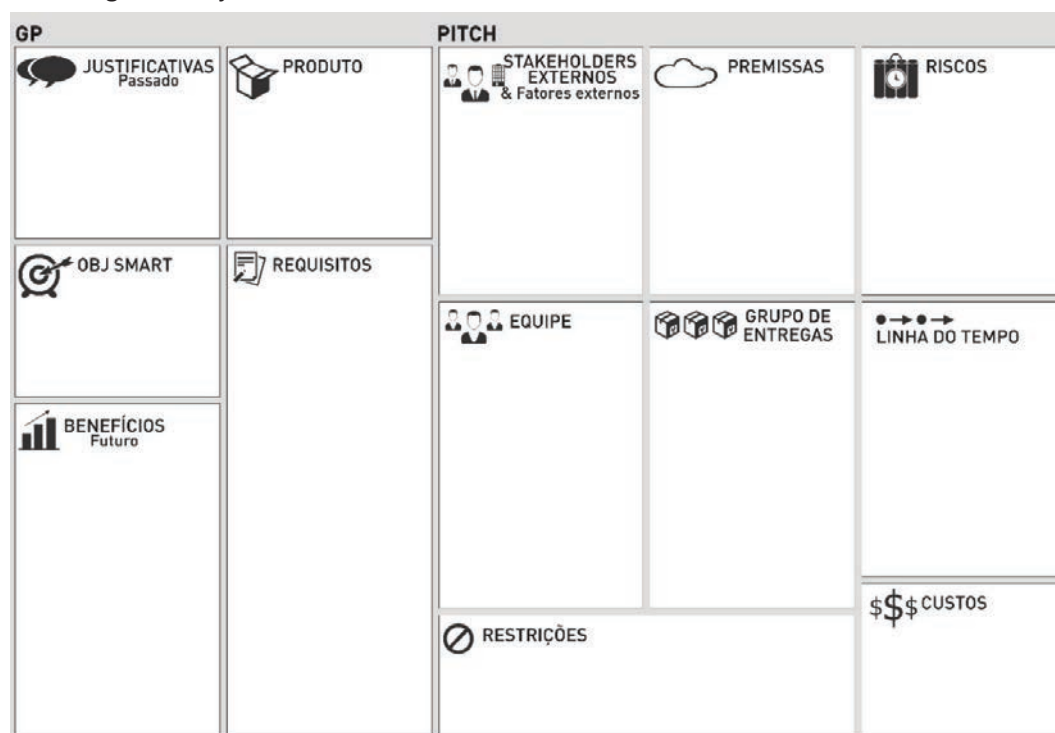 GP
PITCH
JUSTIFICATIVAS
Passado
PRODUTO
STAKEHOLDERS
EXTERNOS
& Fatores externos
PREMISSAS
RISCOS
OBJ SMART
REQUISITOS
EQUIPE
GRUPO DE
ENTREGAS
LINHA DO TEMPO
BENEFÍCIOS
Futuro
RESTRIÇÕES
$$$ CUSTOS